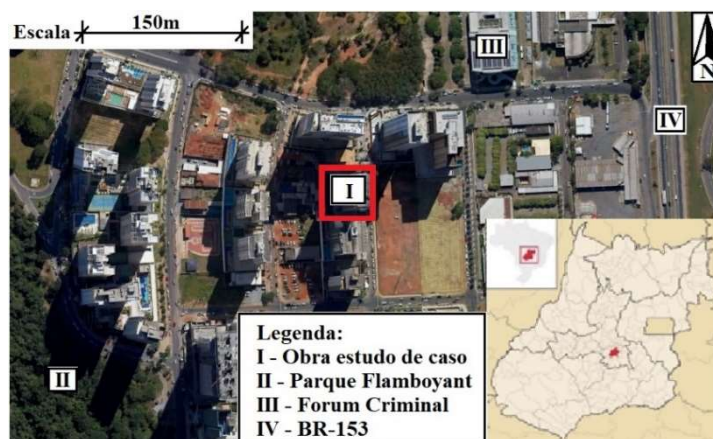 Escala
150m
III
N
IV
I
II
Legenda:
I - Obra estudo de caso
II - Parque Flamboyant
III - Forum Criminal
IV - BR-153